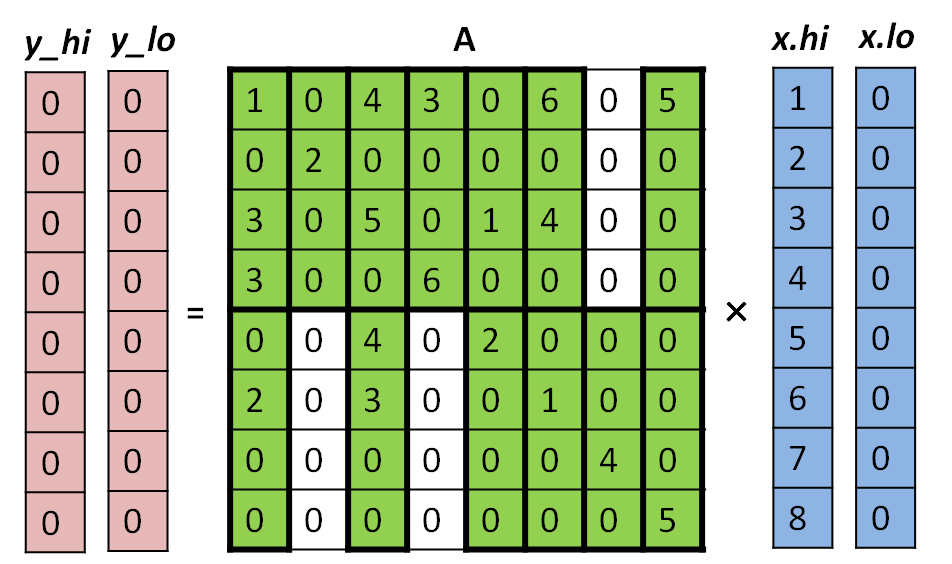 y_hi y_lo A x.hi x.lo
0 0 1 0 4 3 0 6 0 5 1 0
0 0 0 2 0 0 0 0 0 0 2 0
0 0 3 0 5 0 1 4 0 0 3 0
0 0 3 0 0 6 0 0 0 0 4 0
= ×
0 0 0 0 4 0 2 0 0 0 5 0
0 0 2 0 3 0 0 1 0 0 6 0
0 0 0 0 0 0 0 0 4 0 7 0
0 0 0 0 0 0 0 0 0 5 8 0